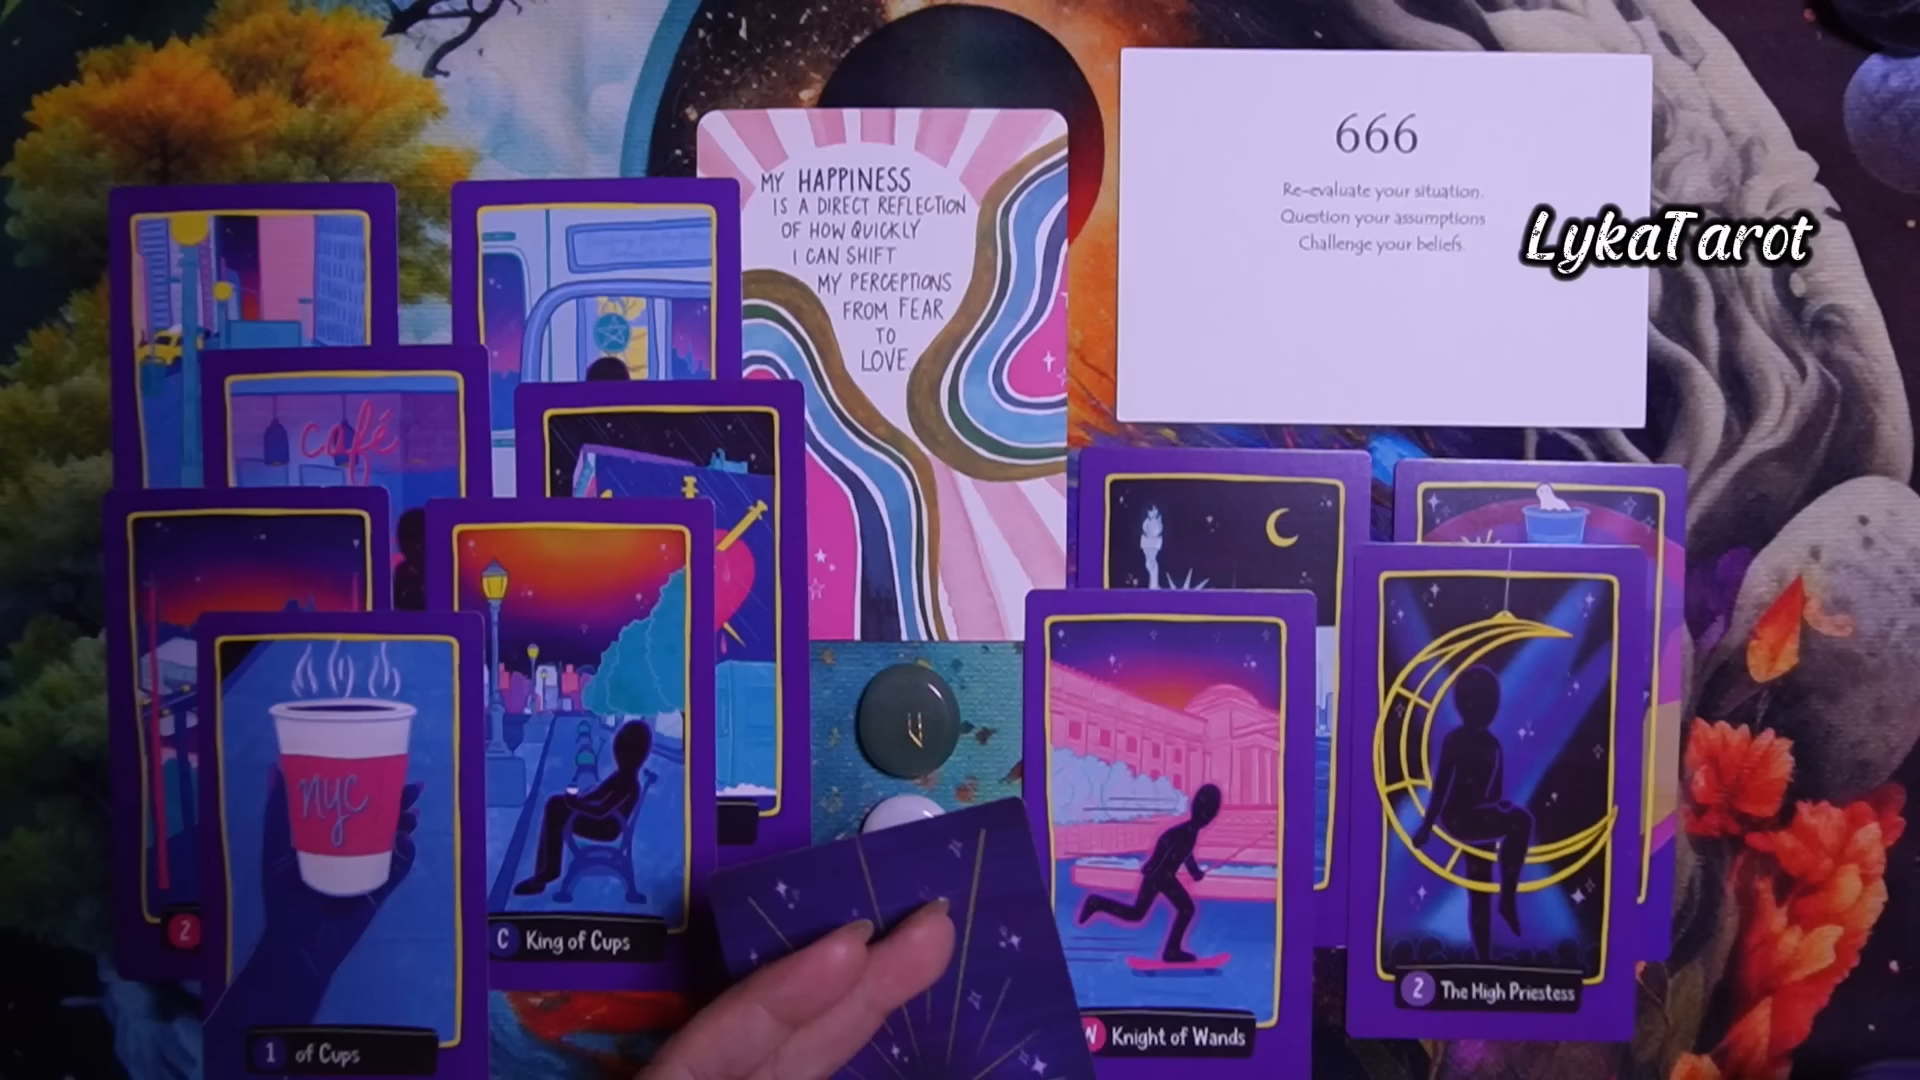 MY HAPPINESS
IS A DIRECT REFLECTION
OF HOW QUICKLY
I CAN SHIFT
MY PERCEPTIONS
FROM FEAR
TO
LOVE.
666
Re-evaluate your situation.
Question your assumptions
Challenge your beliefs.
LykaTarot
café
nyc
2
1 of Cups
C King of Cups
W Knight of Wands
2 The High Priestess